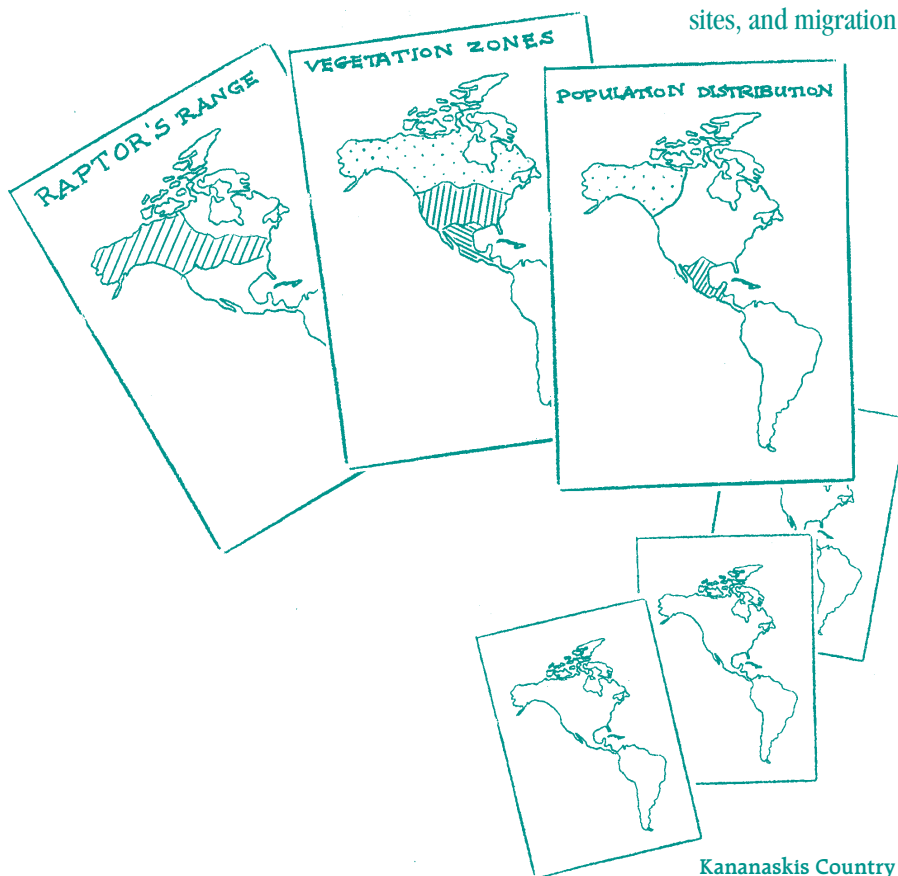 sites, and migration
RAPTOR'S RANGE
VEGETATION ZONES
POPULATION DISTRIBUTION
Kananaskis Country